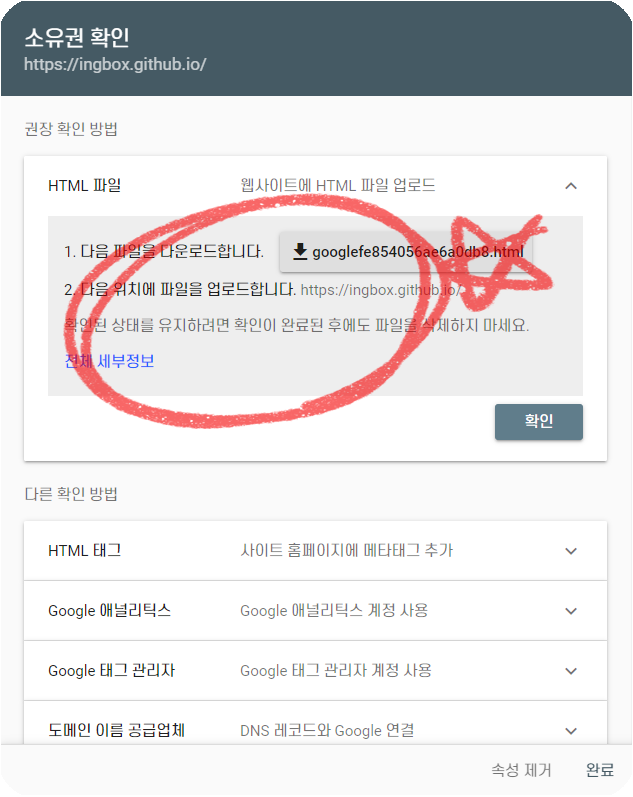 소유권 확인
https://ingbox.github.io/
권장 확인 방법
HTML 파일 웹사이트에 HTML 파일 업로드
1. 다음 파일을 다운로드합니다. googlefe854056ae6a0db8.html
2. 다음 위치에 파일을 업로드합니다. https://ingbox.github.io/
확인된 상태를 유지하려면 확인이 완료된 후에도 파일을 삭제하지 마세요.
전체 세부정보
확인
다른 확인 방법
HTML 태그 사이트 홈페이지에 메타태그 추가
Google 애널리틱스 Google 애널리틱스 계정 사용
Google 태그 관리자 Google 태그 관리자 계정 사용
도메인 이름 공급업체 DNS 레코드와 Google 연결
속성 제거 완료